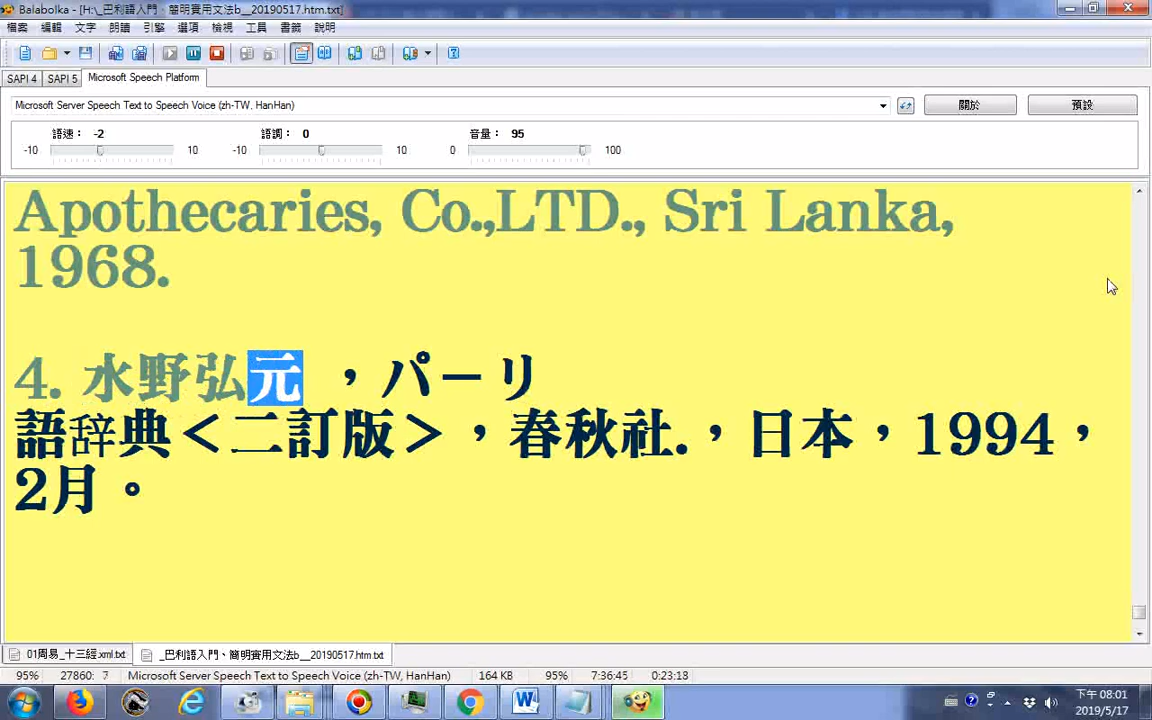 Balabolka - [H:\_巴利語入門、簡明實用文法b__20190517.htm.txt]
檔案 編輯 文字 朗讀 引擎 選項 檢視 工具 書籤 說明
SAPI 4 SAPI 5 Microsoft Speech Platform
Microsoft Server Speech Text to Speech Voice (zh-TW, HanHan) 關於 預設
語速： -2 語調： 0 音量： 95
-10 10 -10 10 0 100
Apothecaries, Co.,LTD., Sri Lanka,
1968.
4. 水野弘元 ，パーリ
語辞典＜二訂版＞，春秋社.，日本，1994，
2月。
01周易_十三經.xml.txt _巴利語入門、簡明實用文法b__20190517.htm.txt
95% 27860: 7 Microsoft Server Speech Text to Speech Voice (zh-TW, HanHan) 164 KB 95% 7:36:45 0:23:18
下午 08:01
2019/5/17